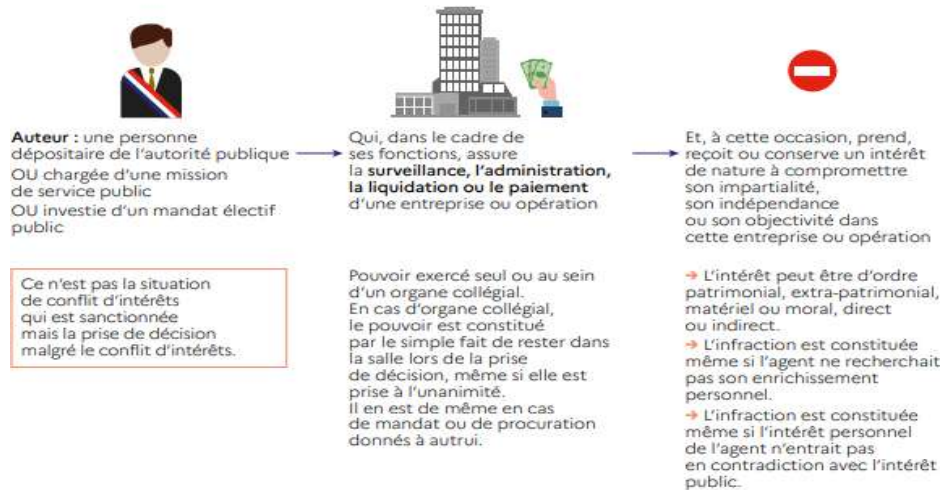 Auteur : une personne
dépositaire de l'autorité publique
OU chargée d'une mission
de service public
OU investie d'un mandat électif
public
Qui, dans le cadre de
ses fonctions, assure
la surveillance, l'administration,
la liquidation ou le paiement
d'une entreprise ou opération
Et, à cette occasion, prend,
reçoit ou conserve un intérêt
de nature à compromettre
son impartialité,
son indépendance
ou son objectivité dans
cette entreprise ou opération
Ce n'est pas la situation
de conflit d'intérêts
qui est sanctionnée
mais la prise de décision
malgré le conflit d'intérêts.
Pouvoir exercé seul ou au sein
d'un organe collégial.
En cas d'organe collégial,
le pouvoir est constitué
par le simple fait de rester dans
la salle lors de la prise
de décision, même si elle est
prise à l'unanimité.
Il en est de même en cas
de mandat ou de procuration
donnés à autrui.
➔ L'intérêt peut être d'ordre
patrimonial, extra-patrimonial,
matériel ou moral, direct
ou indirect.
➔ L'infraction est constituée
même si l'agent ne recherchait
pas son enrichissement
personnel.
➔ L'infraction est constituée
même si l'intérêt personnel
de l'agent n'entrait pas
en contradiction avec l'intérêt
public.